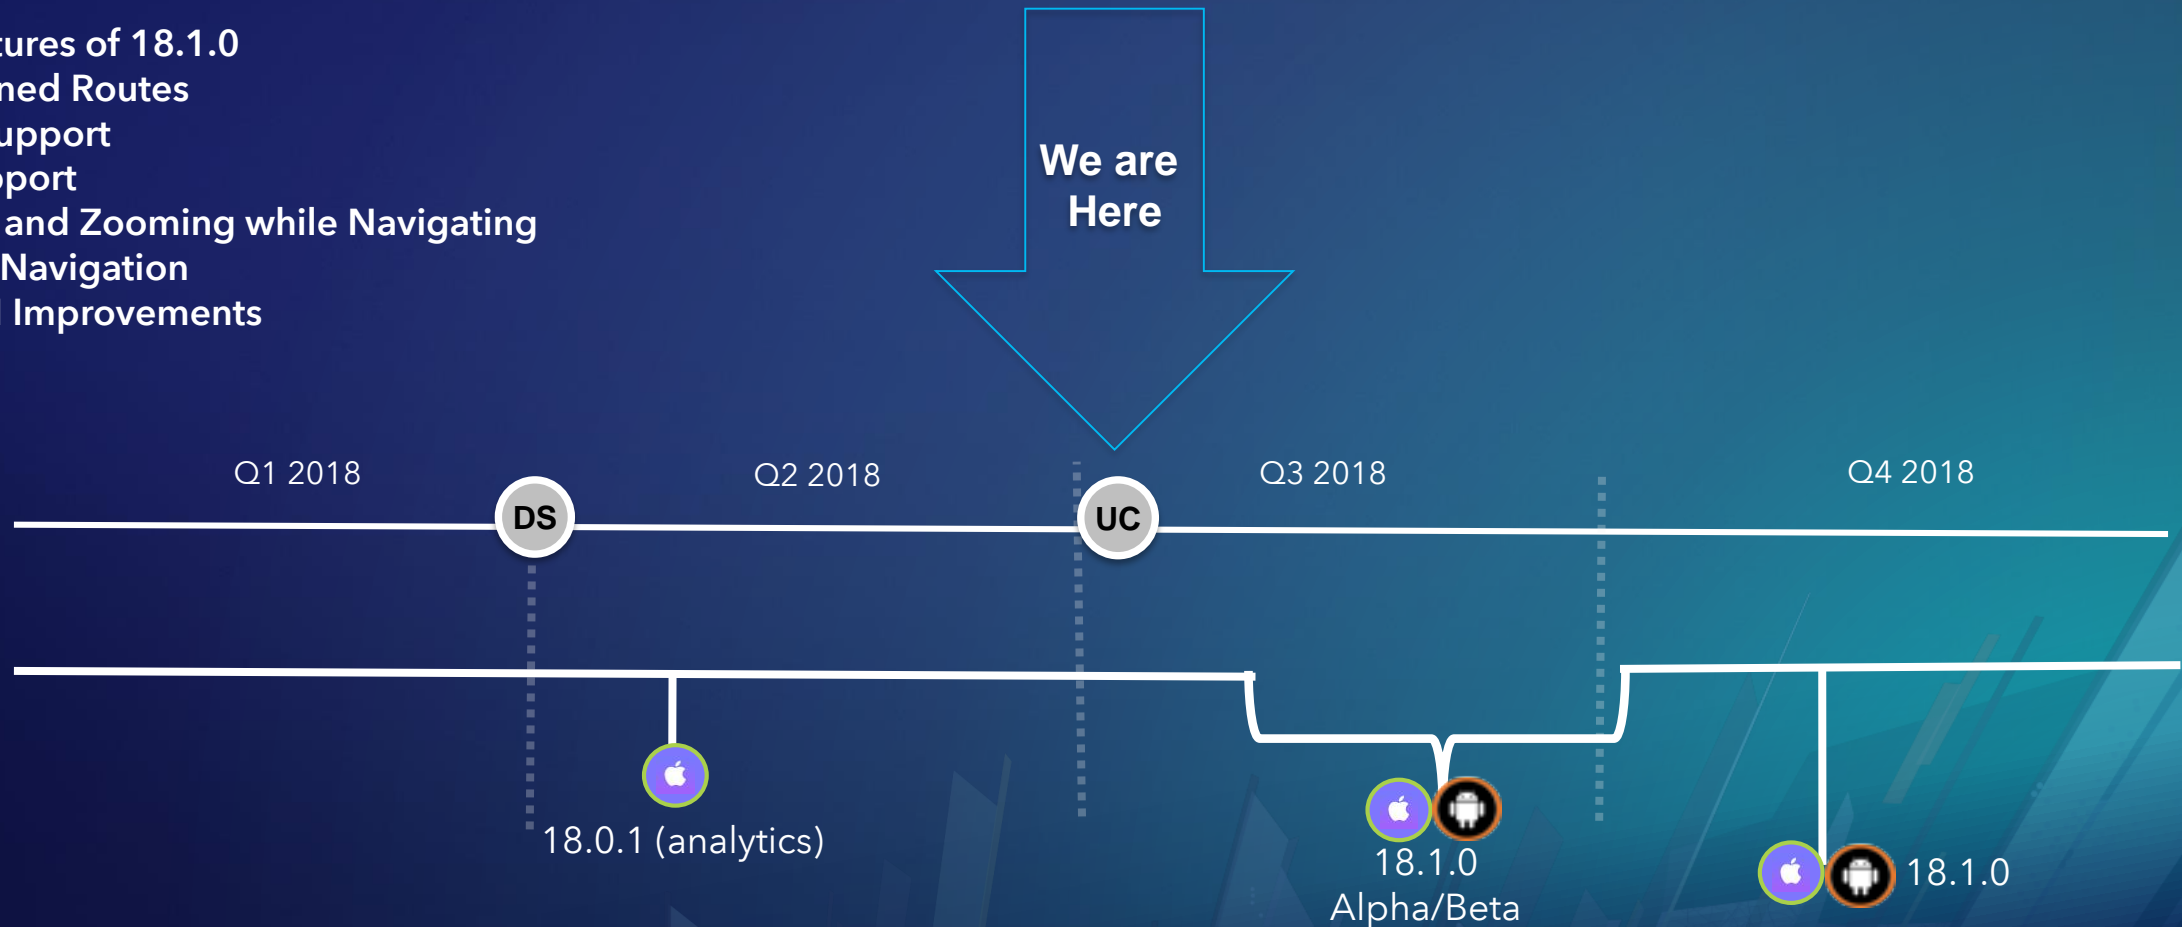 tures of 18.1.0
ned Routes
upport
port
and Zooming while Navigating
Navigation
Improvements
We are
Here
Q1 2018
Q2 2018
Q3 2018
Q4 2018
DS
UC
18.0.1 (analytics)
18.1.0
Alpha/Beta
18.1.0